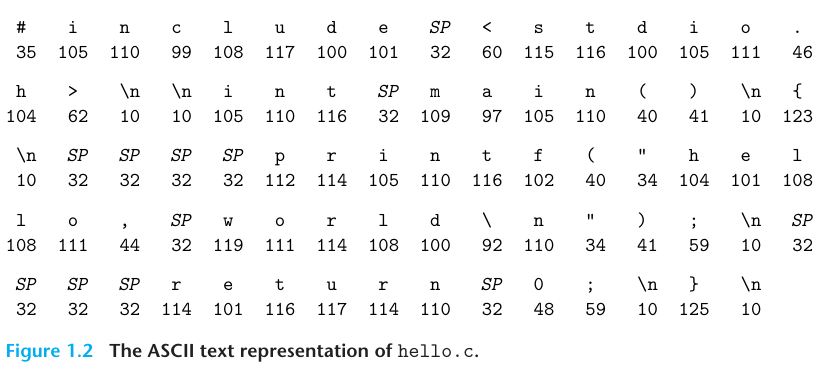 # i n c l u d e SP < s t d i o .
35 105 110 99 108 117 100 101 32 60 115 116 100 105 111 46
h > \n \n i n t SP m a i n ( ) \n {
104 62 10 10 105 110 116 32 109 97 105 110 40 41 10 123
\n SP SP SP SP p r i n t f ( " h e l
10 32 32 32 32 112 114 105 110 116 102 40 34 104 101 108
l o , SP w o r l d \ n " ) ; \n SP
108 111 44 32 119 111 114 108 100 92 110 34 41 59 10 32
SP SP SP r e t u r n SP 0 ; \n } \n
32 32 32 114 101 116 117 114 110 32 48 59 10 125 10
Figure 1.2 The ASCII text representation of hello.c.